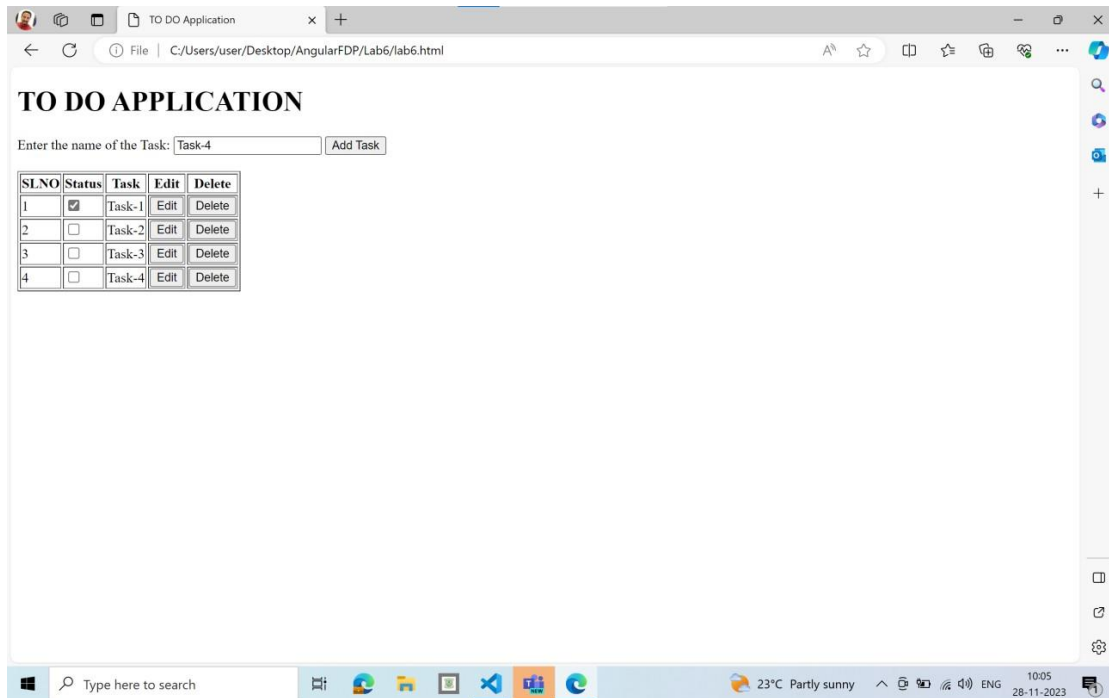 TO DO Application
File | C:/Users/user/Desktop/AngularFDP/Lab6/lab6.html
TO DO APPLICATION
Enter the name of the Task: Task-4 Add Task
SLNO Status Task Edit Delete
1 Task-1 Edit Delete
2 Task-2 Edit Delete
3 Task-3 Edit Delete
4 Task-4 Edit Delete
Type here to search NEW 23°C Partly sunny ENG 10:05
28-11-2023